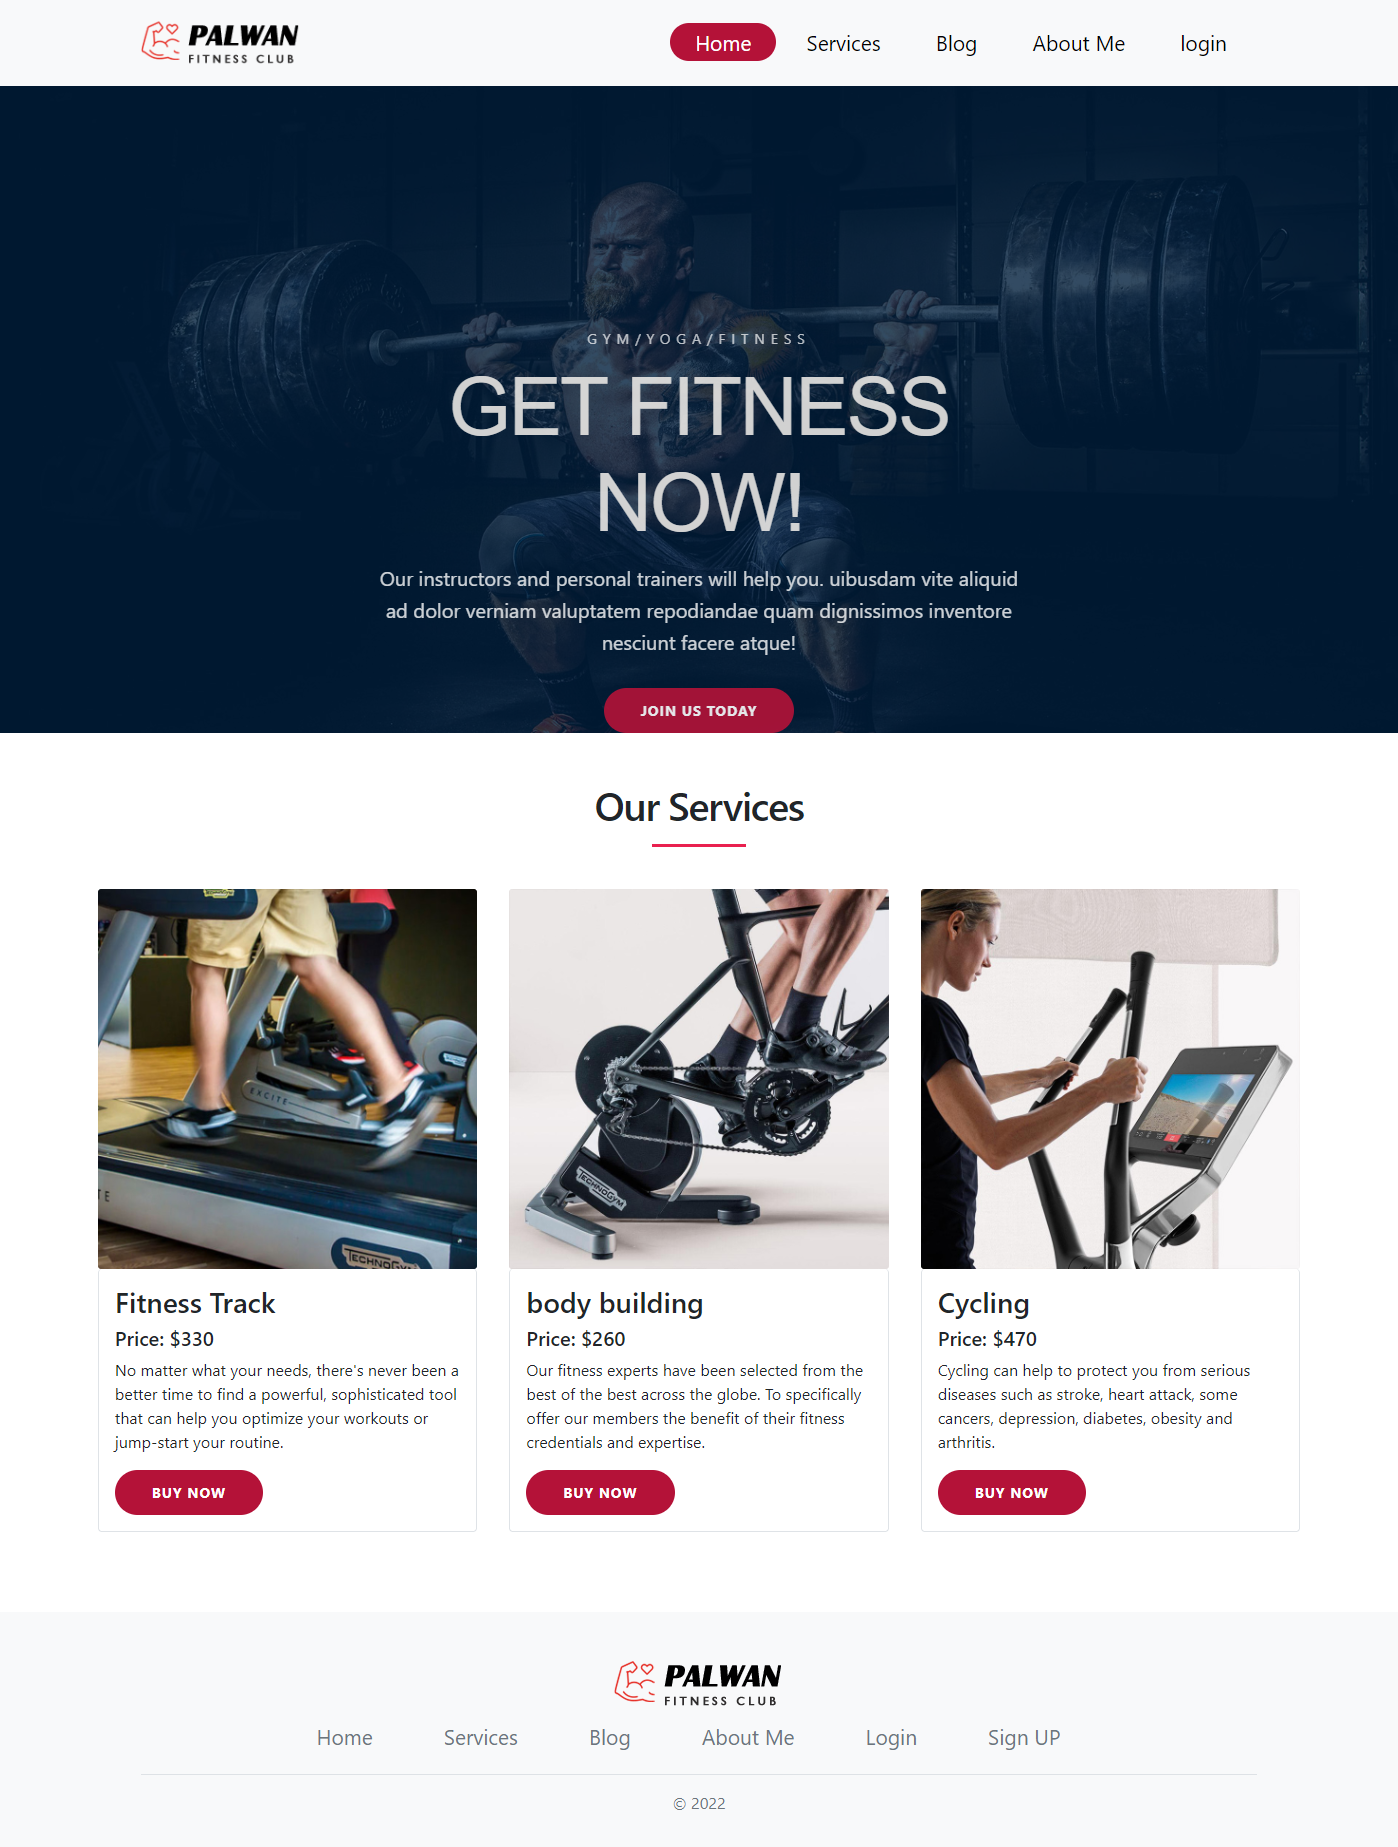 PALWAN
FITNESS CLUB
Home Services Blog About Me login
GYM/YOGA/FITNESS
GET FITNESS
NOW!
Our instructors and personal trainers will help you. uibusdam vite aliquid
ad dolor verniam valuptatem repodiandae quam dignissimos inventore
nesciunt facere atque!
JOIN US TODAY
Our Services
EXCITE
TE
TECHNOGYM
TECHNOGYM
Fitness Track
Price: $330
No matter what your needs, there's never been a
better time to find a powerful, sophisticated tool
that can help you optimize your workouts or
jump-start your routine.
BUY NOW
body building
Price: $260
Our fitness experts have been selected from the
best of the best across the globe. To specifically
offer our members the benefit of their fitness
credentials and expertise.
BUY NOW
Cycling
Price: $470
Cycling can help to protect you from serious
diseases such as stroke, heart attack, some
cancers, depression, diabetes, obesity and
arthritis.
BUY NOW
PALWAN
FITNESS CLUB
Home Services Blog About Me Login Sign UP
© 2022